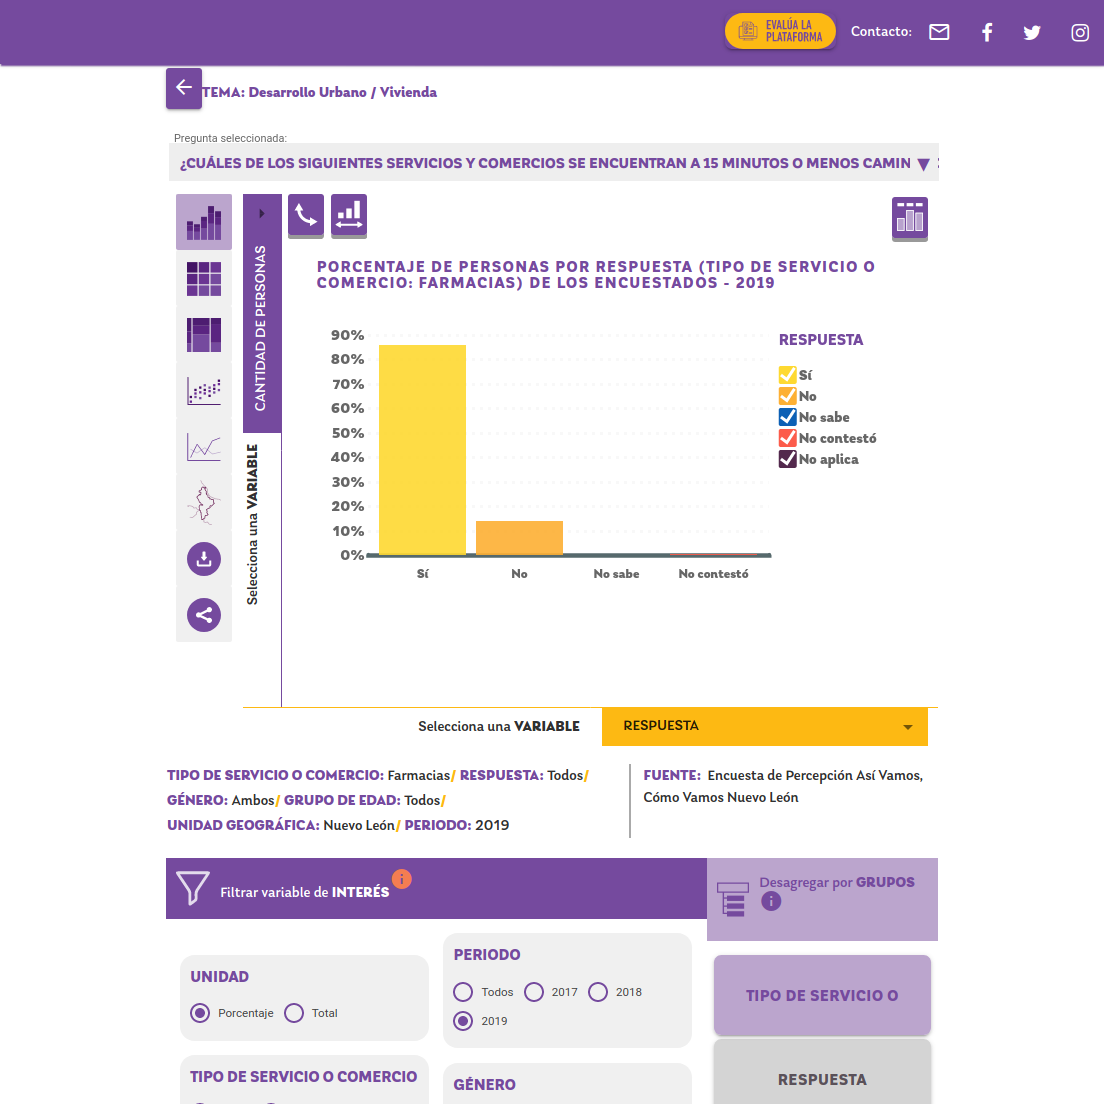 EVALÚA LA
PLATAFORMA
Contacto:
TEMA: Desarrollo Urbano / Vivienda
Pregunta seleccionada:
¿CUÁLES DE LOS SIGUIENTES SERVICIOS Y COMERCIOS SE ENCUENTRAN A 15 MINUTOS O MENOS CAMIN
CANTIDAD DE PERSONAS
Selecciona una VARIABLE
PORCENTAJE DE PERSONAS POR RESPUESTA (TIPO DE SERVICIO O
COMERCIO: FARMACIAS) DE LOS ENCUESTADOS - 2019
90%
80%
70%
60%
50%
40%
30%
20%
10%
0%
Sí
No
No sabe
No contestó
RESPUESTA
Sí
No
No sabe
No contestó
No aplica
Selecciona una VARIABLE
RESPUESTA
TIPO DE SERVICIO O COMERCIO: Farmacias/ RESPUESTA: Todos/
GÉNERO: Ambos/ GRUPO DE EDAD: Todos/
UNIDAD GEOGRÁFICA: Nuevo León/ PERIODO: 2019
FUENTE: Encuesta de Percepción Así Vamos,
Cómo Vamos Nuevo León
Filtrar variable de INTERÉS
Desagregar por GRUPOS
UNIDAD
Porcentaje
Total
PERIODO
Todos
2017
2018
2019
TIPO DE SERVICIO O
TIPO DE SERVICIO O COMERCIO
GÉNERO
RESPUESTA